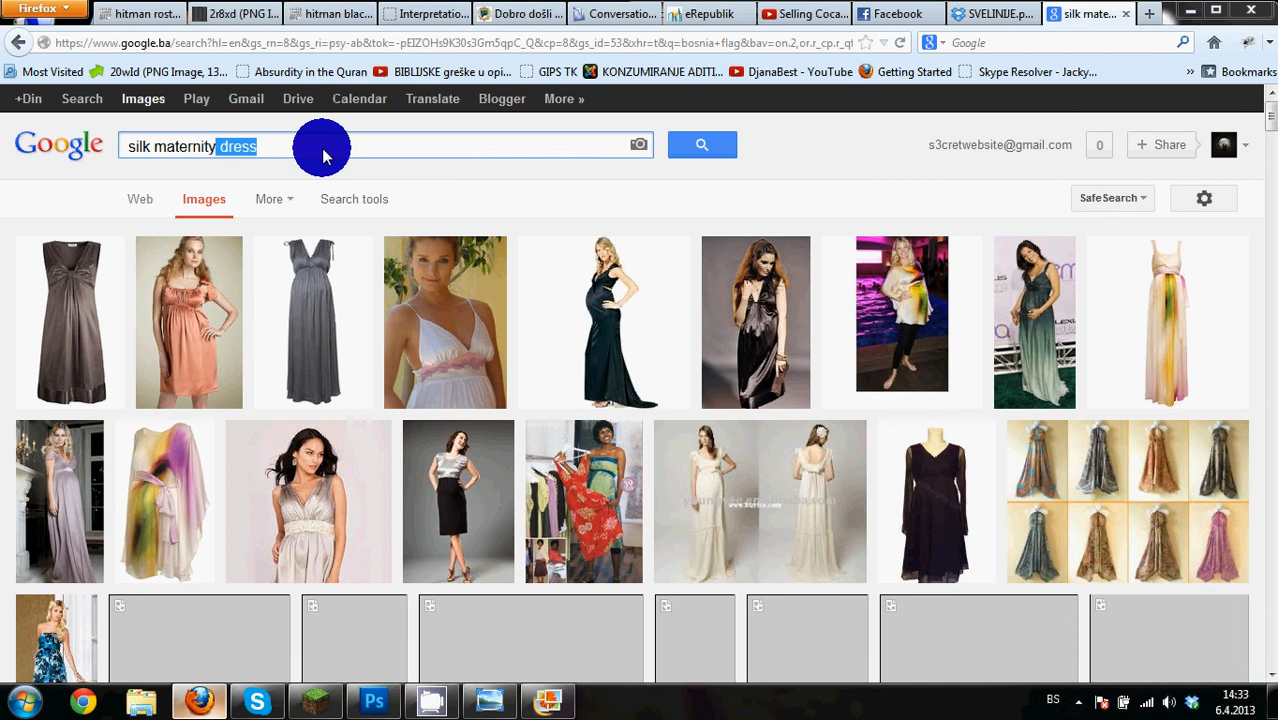 Firefox
hitman rost...
2r8xd (PNG I...
hitman blic...
Interpretatio...
Dobro došli ...
Conversatio...
eRepublik
Selling Coca...
Facebook
SVELINIJE.p...
silk mate...
https://www.google.ba/search?hl=en&gs_rn=8&gs_ri=psy-ab&tok=-pEIZOHs9K30s3Gm5qpC_Q&cp=8&gs_id=53&xhr=t&q=bosnia+flag&bav=on.2,or.r_cp.r_qf
Google
Most Visited
20wld (PNG Image, 13...
Absurdity in the Quran
BIBLIJSKE greške u opi...
GIPS TK
KONZUMIRANJE ADITI...
DjanaBest - YouTube
Getting Started
Skype Resolver - Jacky...
»
Bookmarks
+Din Search Images Play Gmail Drive Calendar Translate Blogger More »
Google
silk maternity dress
s3cretwebsite@gmail.com
0
+ Share
Web Images More Search tools
SafeSearch
BS
14:33
6.4.2013